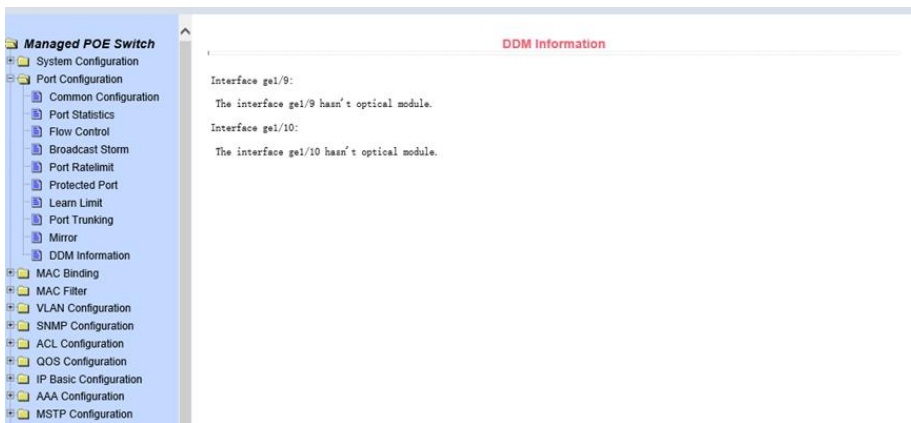 Managed POE Switch
System Configuration
Port Configuration
Common Configuration
Port Statistics
Flow Control
Broadcast Storm
Port Ratelimit
Protected Port
Learn Limit
Port Trunking
Mirror
DDM Information
MAC Binding
MAC Filter
VLAN Configuration
SNMP Configuration
ACL Configuration
QOS Configuration
IP Basic Configuration
AAA Configuration
MSTP Configuration
DDM Information
Interface ge1/9:
The interface ge1/9 hasn't optical module.
Interface ge1/10:
The interface ge1/10 hasn't optical module.